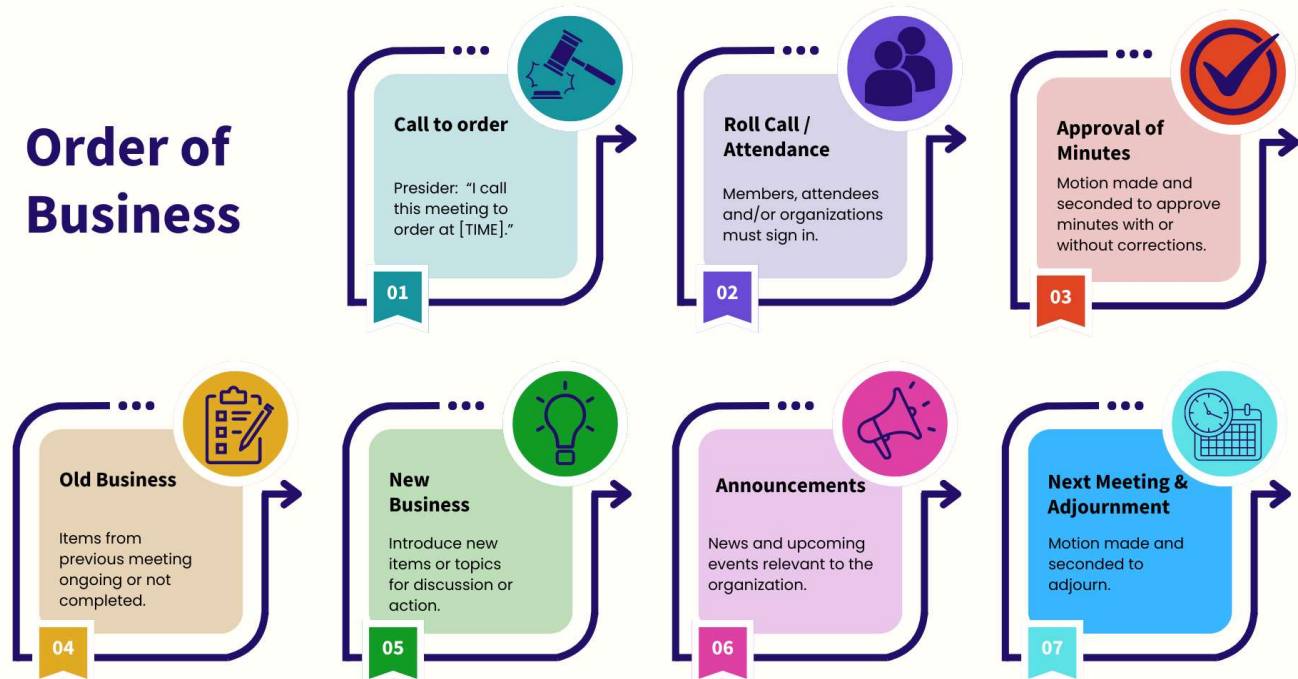 Order of
Business
Call to order
Presider: “I call
this meeting to
order at [TIME].”
01
Roll Call /
Attendance
Members, attendees
and/or organizations
must sign in.
02
Approval of
Minutes
Motion made and
seconded to approve
minutes with or
without corrections.
03
Old Business
Items from
previous meeting
ongoing or not
completed.
04
New
Business
Introduce new
items or topics
for discussion or
action.
05
Announcements
News and upcoming
events relevant to the
organization.
06
Next Meeting &
Adjournment
Motion made and
seconded to
adjourn.
07